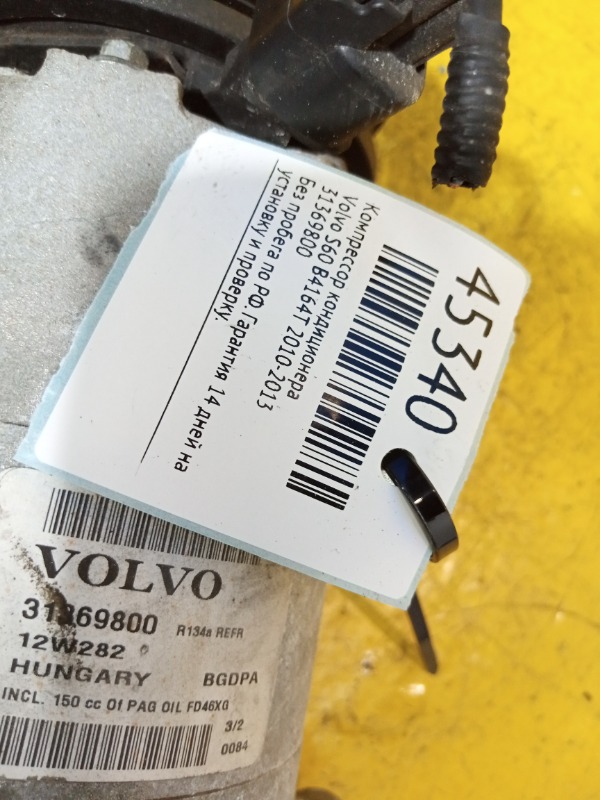 45340
Компрессор кондиционера
Volvo S60 B4164T 2010-2013
31369800
Без пробега по РФ.Гарантия 14 дней на
установку и проверку.
VOLVO
31369800 R134a REFR
12W282
HUNGARY BGDPA
INCL. 150 cc Of PAG OIL FD46XG
3/2
0084